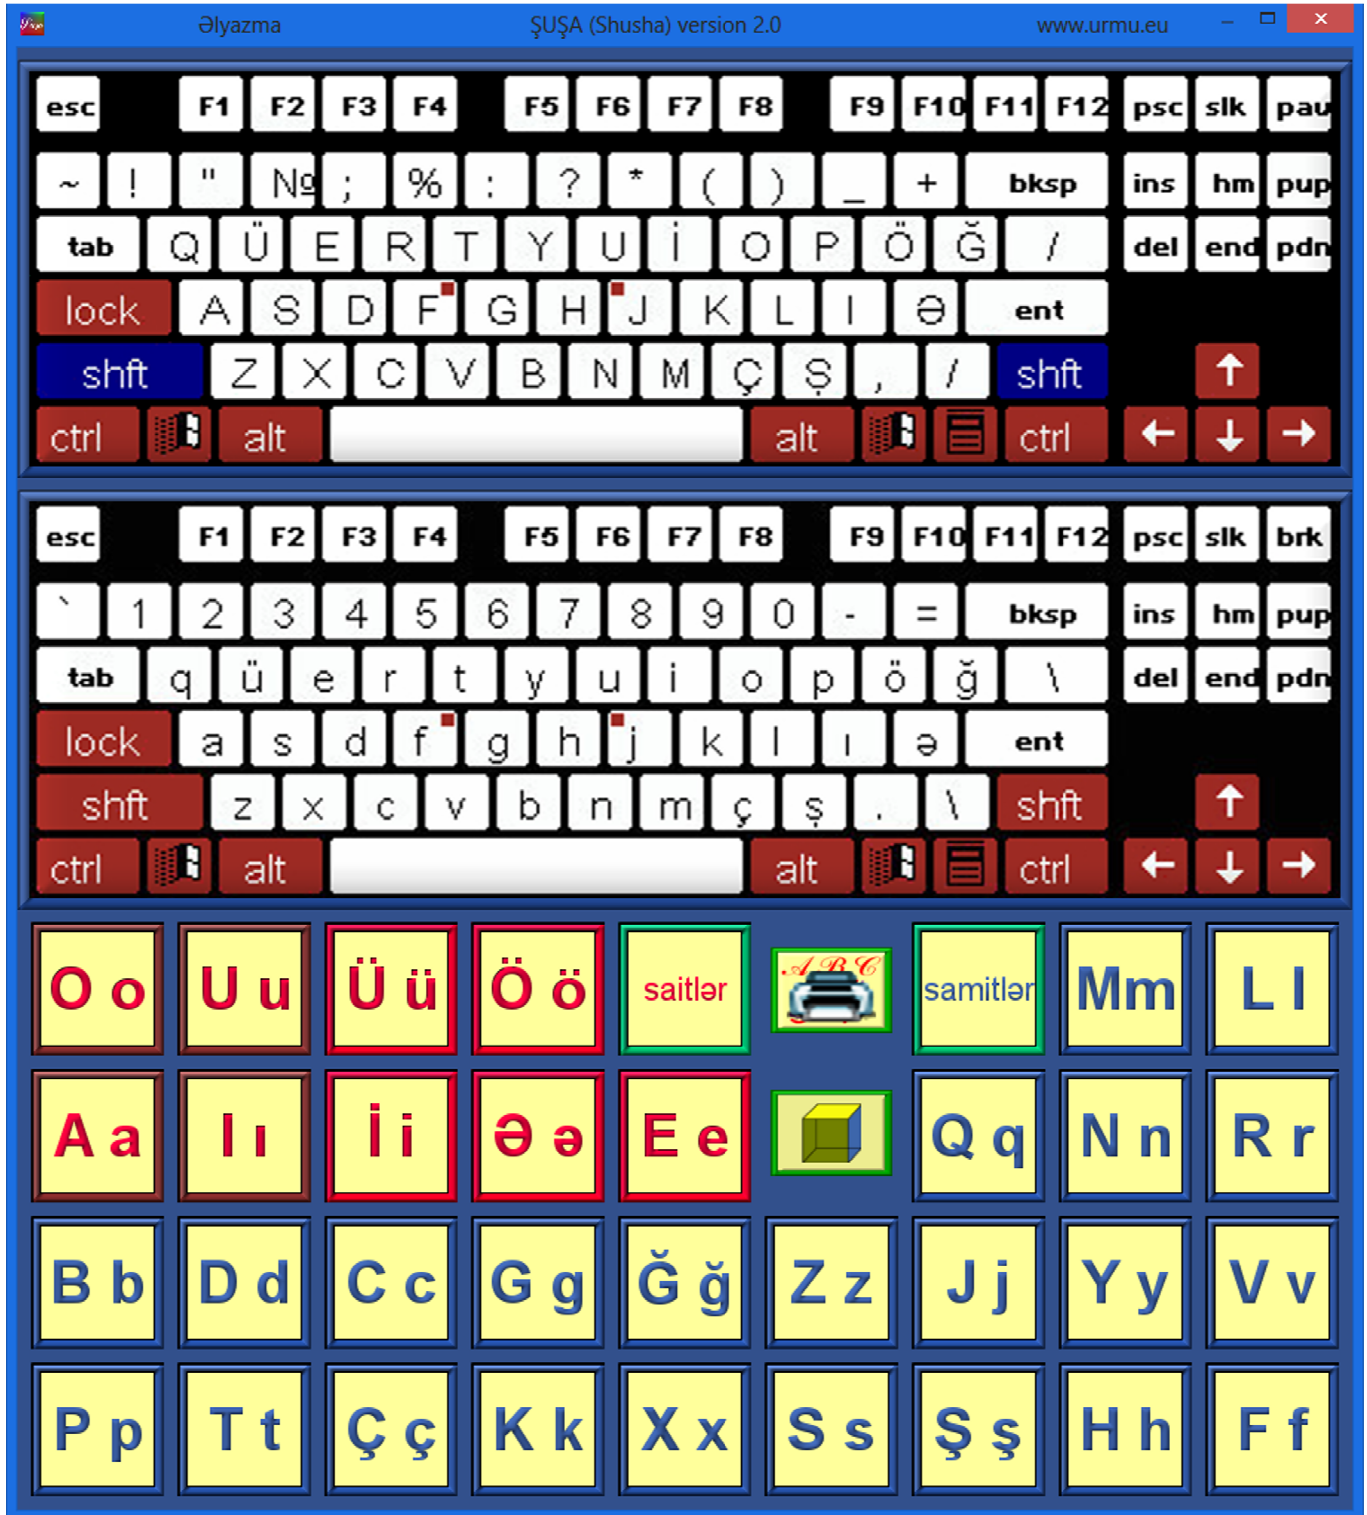 Əlyazma ŞUŞA (Shusha) version 2.0 www.urmu.eu
esc F1 F2 F3 F4 F5 F6 F7 F8 F9 F10 F11 F12 psc slk pau
~ ! " № ; % : ? * ( ) _ + bksp ins hm pup
tab Q Ü E R T Y U İ O P Ö Ğ / del end pdn
lock A S D F G H J K L I Ə ent
shft Z X C V B N M Ç Ş , / shft ↑
ctrl alt alt ctrl ← ↓ →
esc F1 F2 F3 F4 F5 F6 F7 F8 F9 F10 F11 F12 psc slk brk
` 1 2 3 4 5 6 7 8 9 0 - = bksp ins hm pup
tab q ü e r t y u i o p ö ğ \ del end pdn
lock a s d f g h j k l ı ə ent
shft z x c v b n m ç ş . \ shft ↑
ctrl alt alt ctrl ← ↓ →
O o U u Ü ü Ö ö saitlər A B C samitlər Mm L l
A a I ı İ i Ə ə E e Q q N n R r
B b D d C c G g Ğ ğ Z z J j Y y V v
P p T t Ç ç K k X x S s Ş ş H h F f